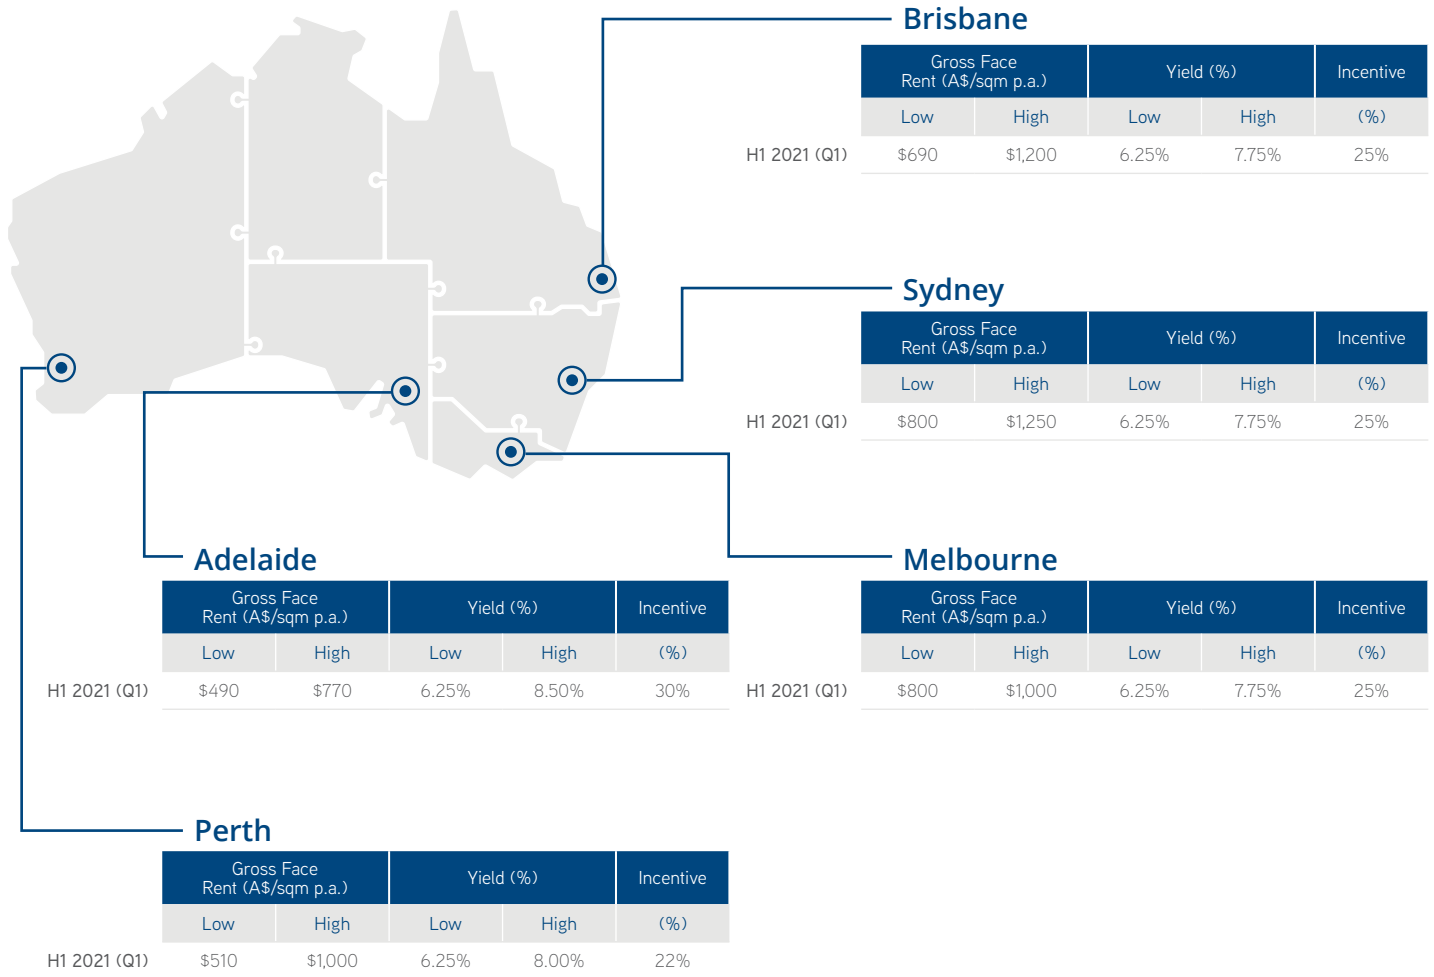 Brisbane
Gross Face
Rent (A$/sqm p.a.) Yield (%) Incentive
Low High Low High (%)
H1 2021 (Q1) $690 $1,200 6.25% 7.75% 25%
Sydney
Gross Face
Rent (A$/sqm p.a.) Yield (%) Incentive
Low High Low High (%)
H1 2021 (Q1) $800 $1,250 6.25% 7.75% 25%
Adelaide
Gross Face
Rent (A$/sqm p.a.) Yield (%) Incentive
Low High Low High (%)
H1 2021 (Q1) $490 $770 6.25% 8.50% 30%
Melbourne
Gross Face
Rent (A$/sqm p.a.) Yield (%) Incentive
Low High Low High (%)
H1 2021 (Q1) $800 $1,000 6.25% 7.75% 25%
Perth
Gross Face
Rent (A$/sqm p.a.) Yield (%) Incentive
Low High Low High (%)
H1 2021 (Q1) $510 $1,000 6.25% 8.00% 22%